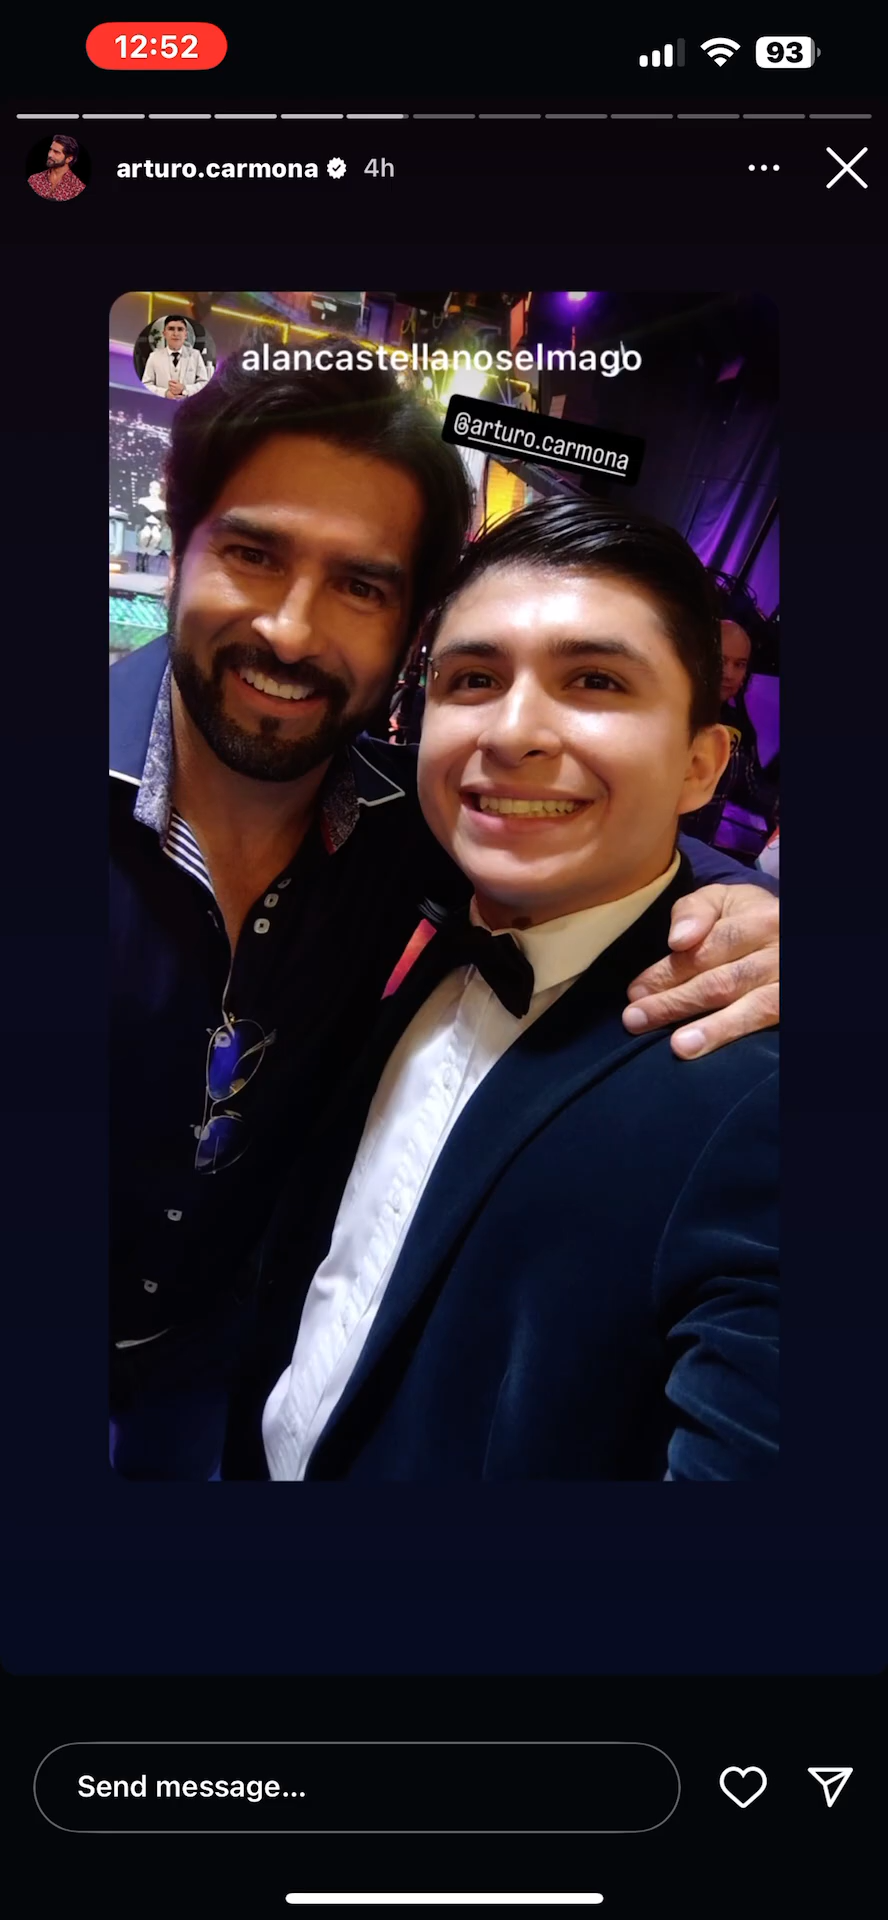 12:52
93
arturo.carmona 4h
alancastellanoselmago
@arturo.carmona
Send message...